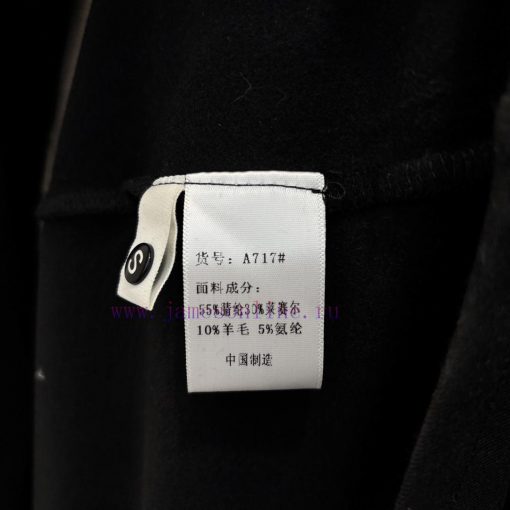 货号: A717#
面料成分:
55%腈纶30%莱赛尔
10%羊毛 5%氨纶
中国制造
S